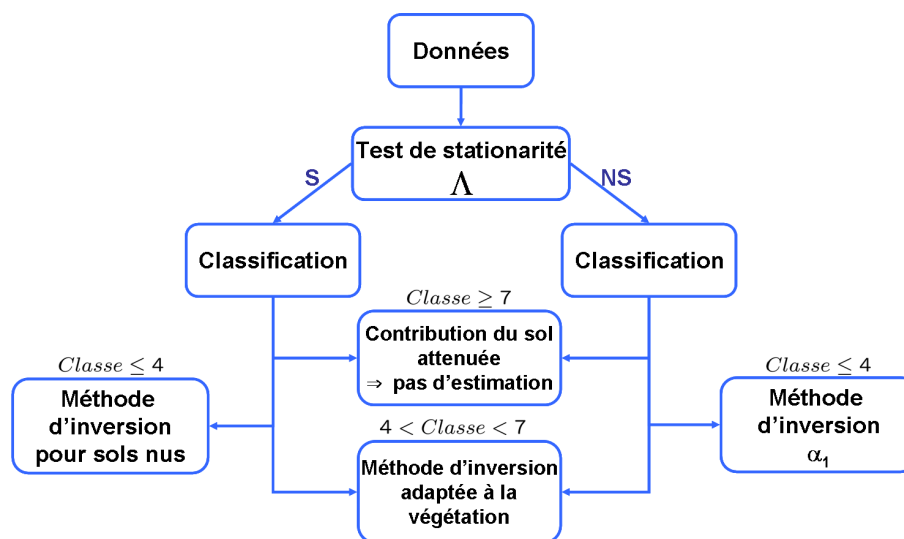 Données
Test de stationarité
Λ
S
NS
Classification
Classification
Classe ≥ 7
Contribution du sol
attenuée
⇒ pas d'estimation
Classe ≤ 4
Méthode
d'inversion
pour sols nus
Classe ≤ 4
Méthode
d'inversion
α1
4 < Classe < 7
Méthode d'inversion
adaptée à la
végétation